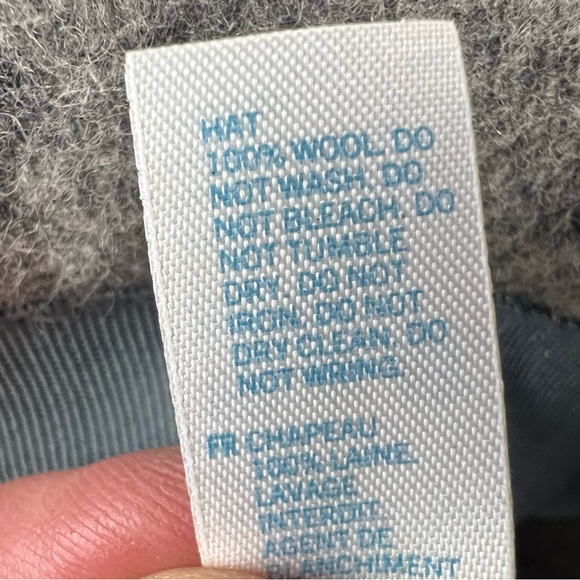 HAT
100% WOOL. DO
NOT WASH. DO
NOT BLEACH. DO
NOT TUMBLE
DRY. DO NOT
IRON. DO NOT
DRY CLEAN. DO
NOT WRING.
FR CHAPEAU
100% LAINE.
LAVAGE
INTERDIT
AGENT DE
BLANCHIMENT